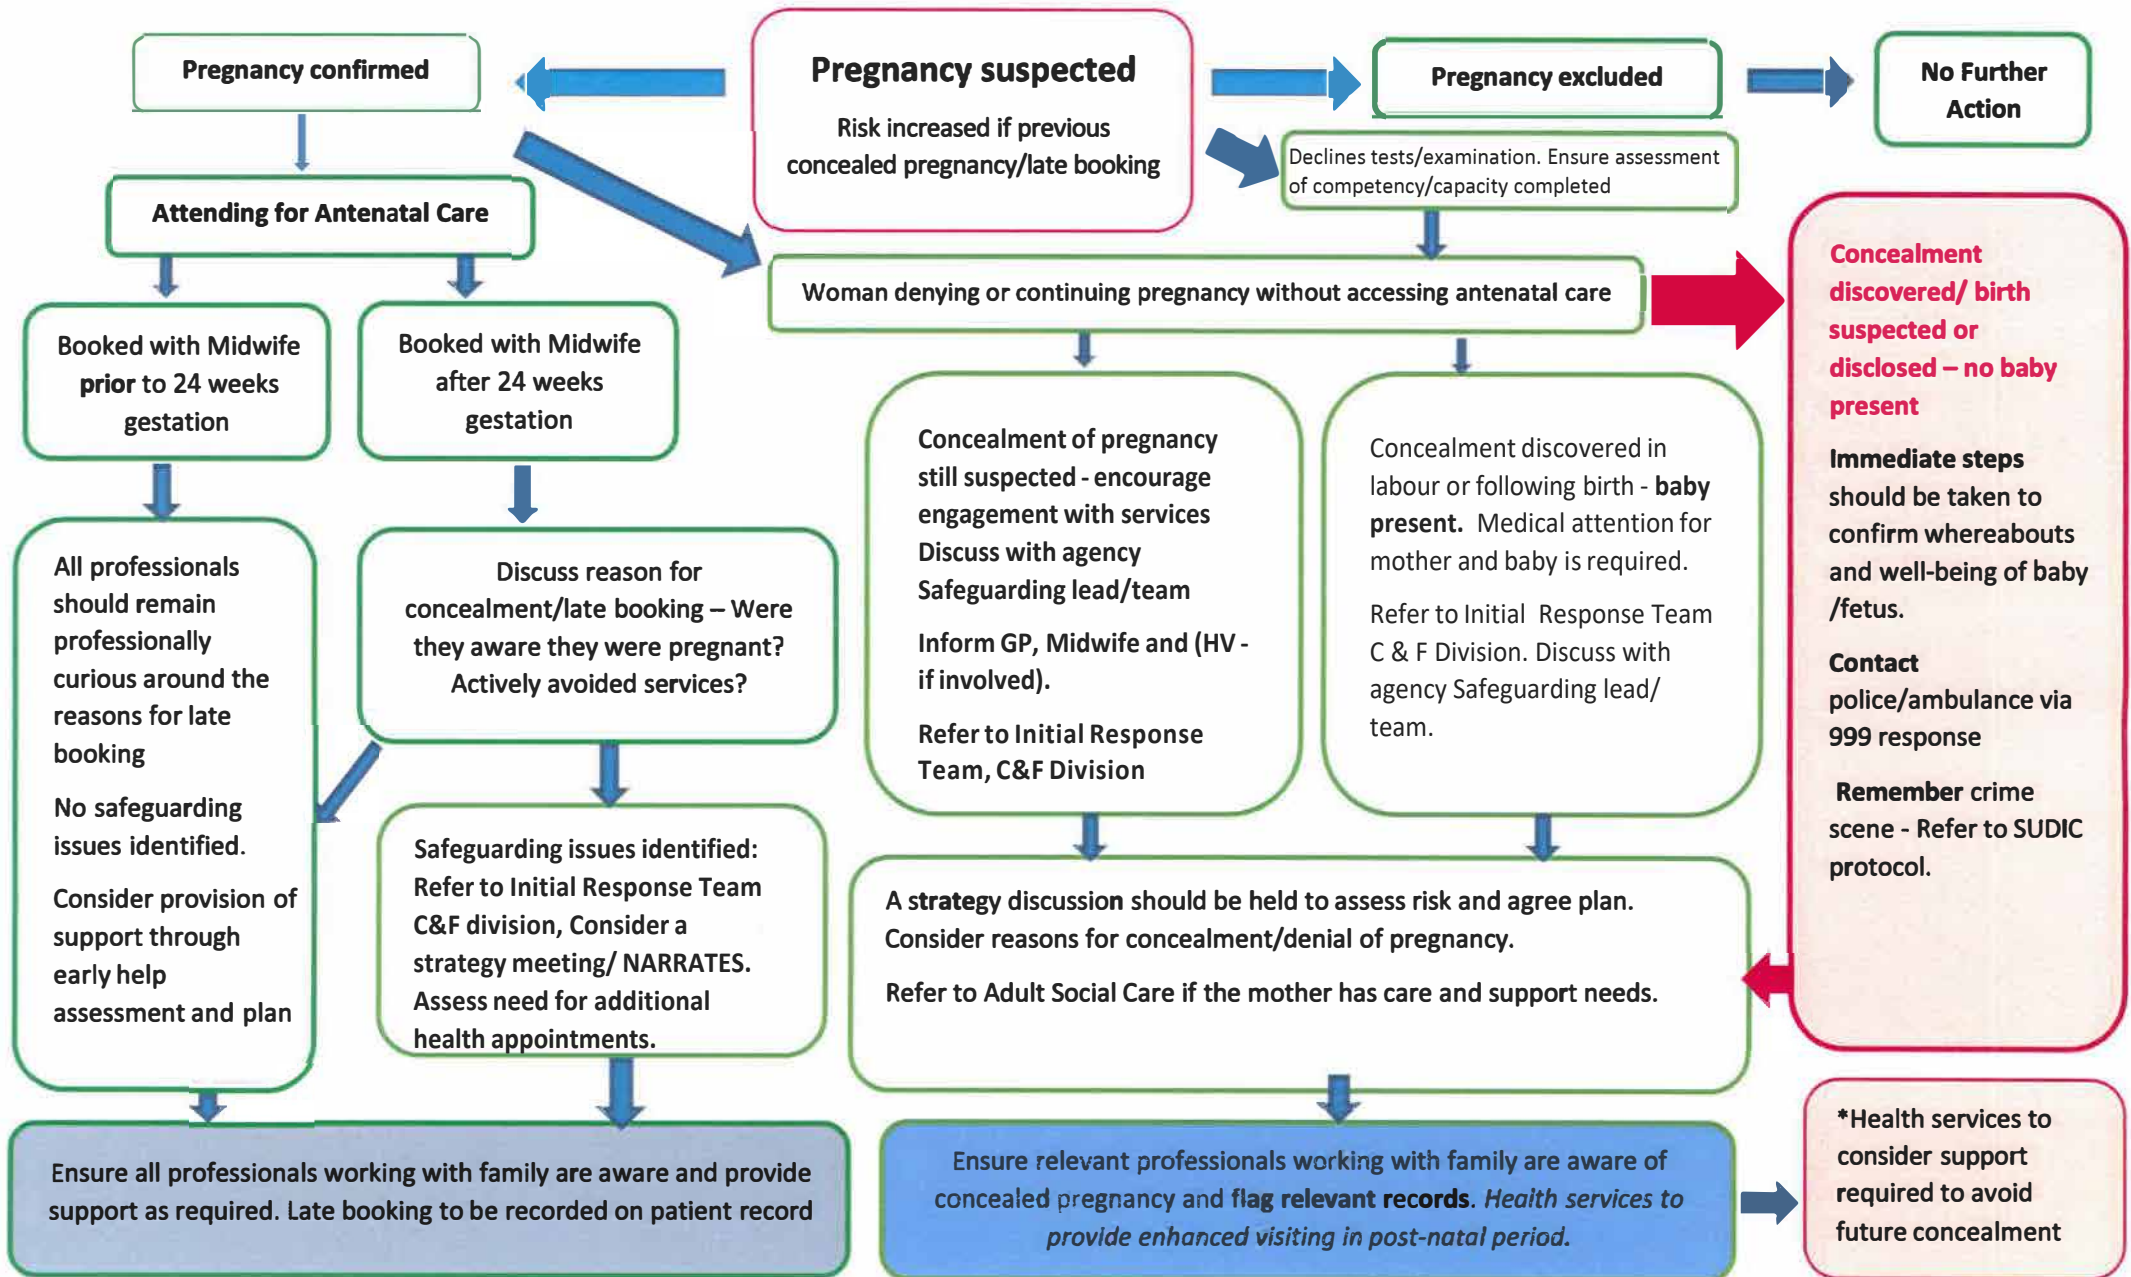 Pregnancy confirmed
Pregnancy suspected
Risk increased if previous
concealed pregnancy/late booking
Pregnancy excluded
No Further
Action
Declines tests/examination. Ensure assessment
of competency/capacity completed
Attending for Antenatal Care
Woman denying or continuing pregnancy without accessing antenatal care
Booked with Midwife
prior to 24 weeks
gestation
Booked with Midwife
after 24 weeks
gestation
All professionals
should remain
professionally
curious around the
reasons for late
booking
No safeguarding
issues identified.
Consider provision of
support through
early help
assessment and plan
Discuss reason for
concealment/late booking – Were
they aware they were pregnant?
Actively avoided services?
Safeguarding issues identified:
Refer to Initial Response Team
C&F division, Consider a
strategy meeting/ NARRATES.
Assess need for additional
health appointments.
Concealment of pregnancy
still suspected - encourage
engagement with services
Discuss with agency
Safeguarding lead/team
Inform GP, Midwife and (HV -
if involved).
Refer to Initial Response
Team, C&F Division
Concealment discovered in
labour or following birth - baby
present. Medical attention for
mother and baby is required.
Refer to Initial Response Team
C & F Division. Discuss with
agency Safeguarding lead/
team.
Concealment
discovered/ birth
suspected or
disclosed – no baby
present
Immediate steps
should be taken to
confirm whereabouts
and well-being of baby
/fetus.
Contact
police/ambulance via
999 response
Remember crime
scene - Refer to SUDIC
protocol.
A strategy discussion should be held to assess risk and agree plan.
Consider reasons for concealment/denial of pregnancy.
Refer to Adult Social Care if the mother has care and support needs.
Ensure all professionals working with family are aware and provide
support as required. Late booking to be recorded on patient record
Ensure relevant professionals working with family are aware of
concealed pregnancy and flag relevant records. Health services to
provide enhanced visiting in post-natal period.
*Health services to
consider support
required to avoid
future concealment